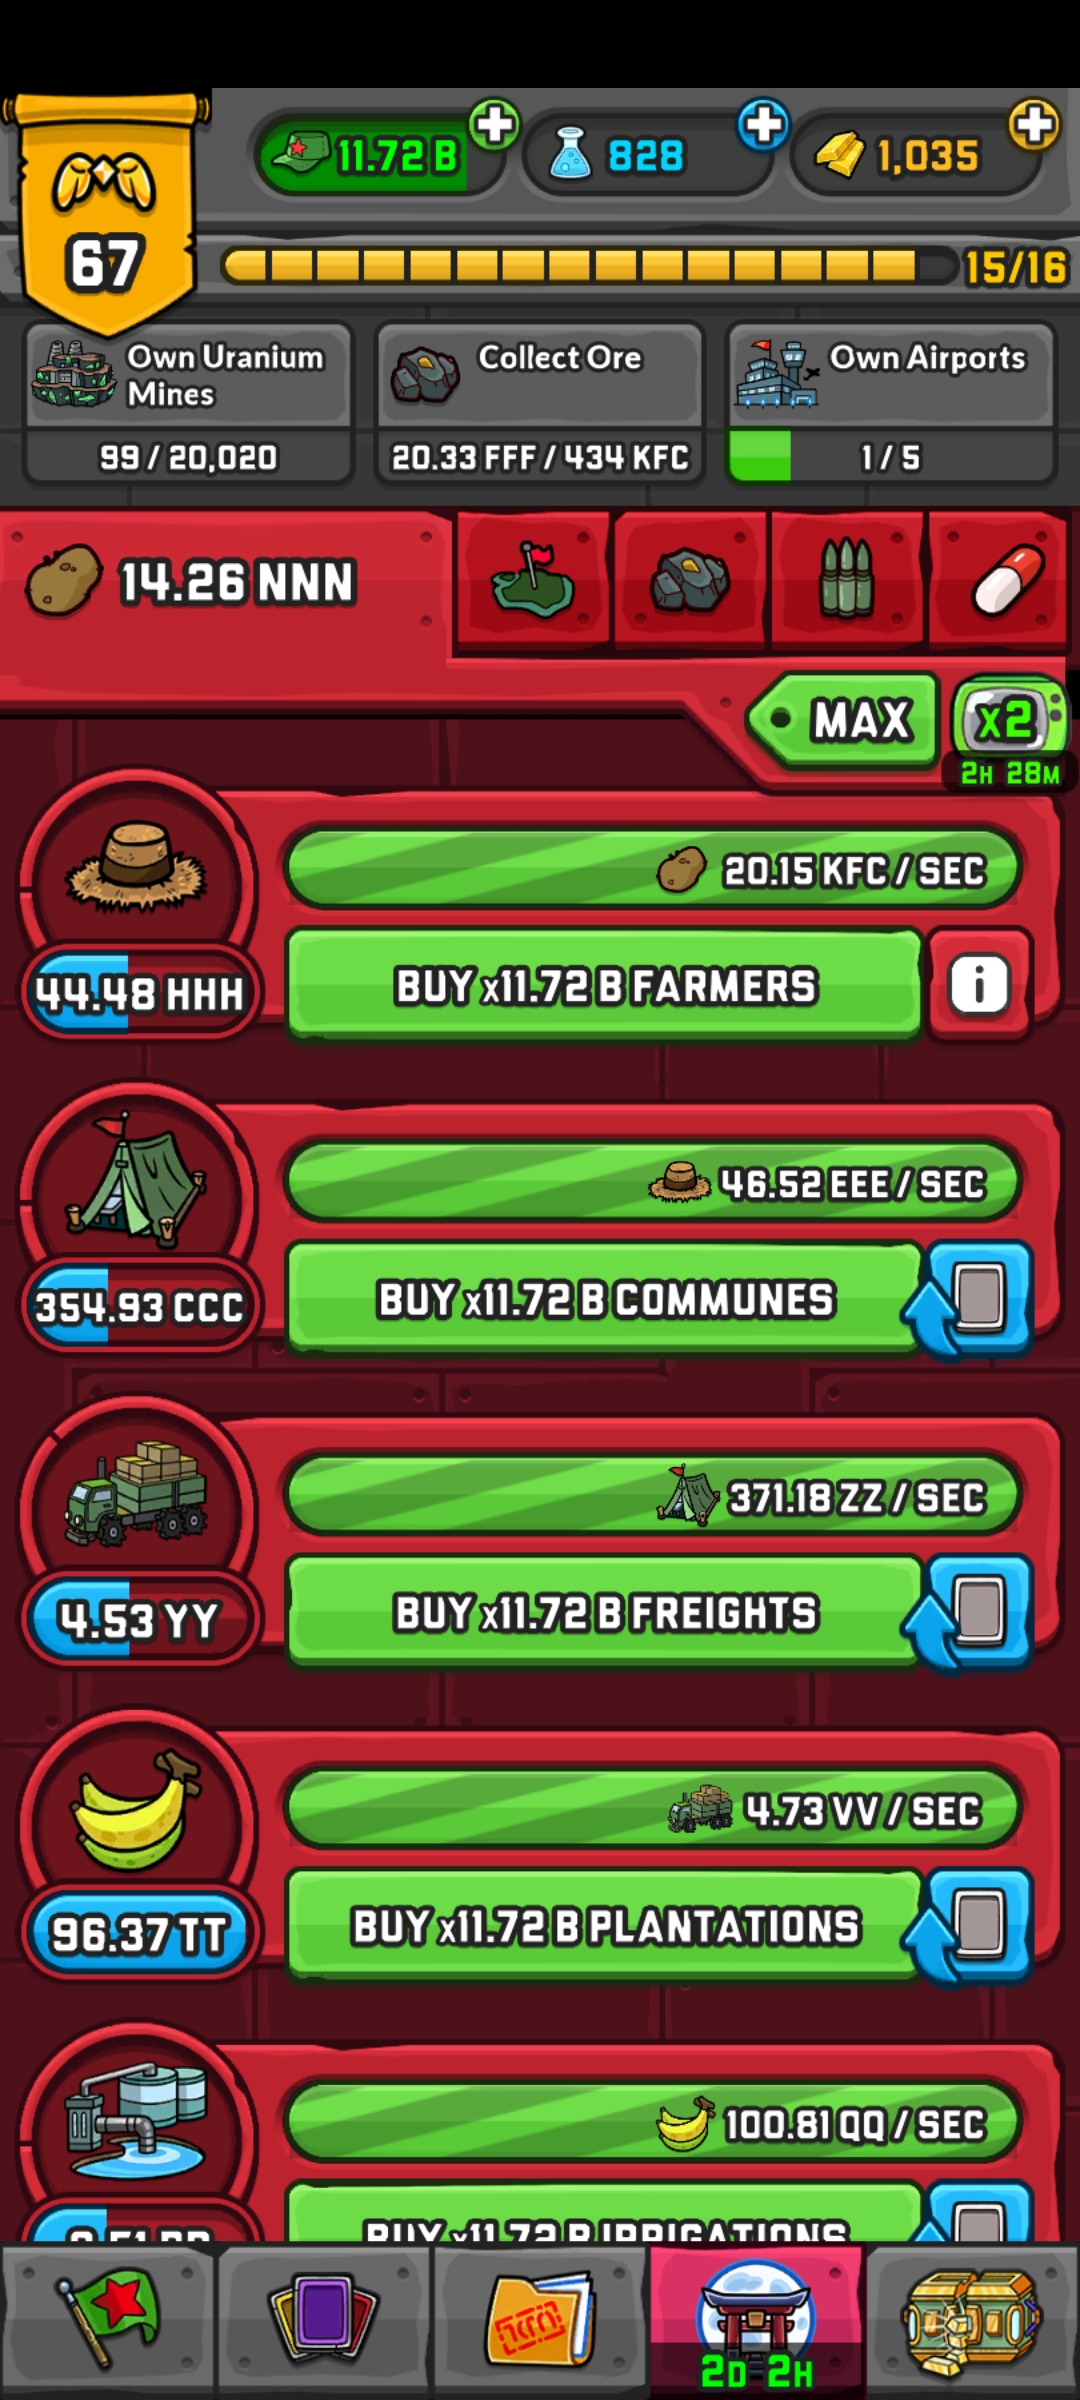 11.72 B
828
1,035
67
15/16
Own Uranium
Mines
99 / 20,020
Collect Ore
20.33 FFF / 434 KFC
Own Airports
1 / 5
14.26 NNN
MAX
X2
2H 28M
20.15 KFC / SEC
44.48 HHH
BUY x11.72 B FARMERS
i
46.52 EEE / SEC
354.93 CCC
BUY x11.72 B COMMUNES
371.18 ZZ / SEC
4.53 YY
BUY x11.72 B FREIGHTS
4.73 VV / SEC
96.37 TT
BUY x11.72 B PLANTATIONS
100.81 QQ / SEC
BUY x11.72 B IRRIGATIONS
2D 2H